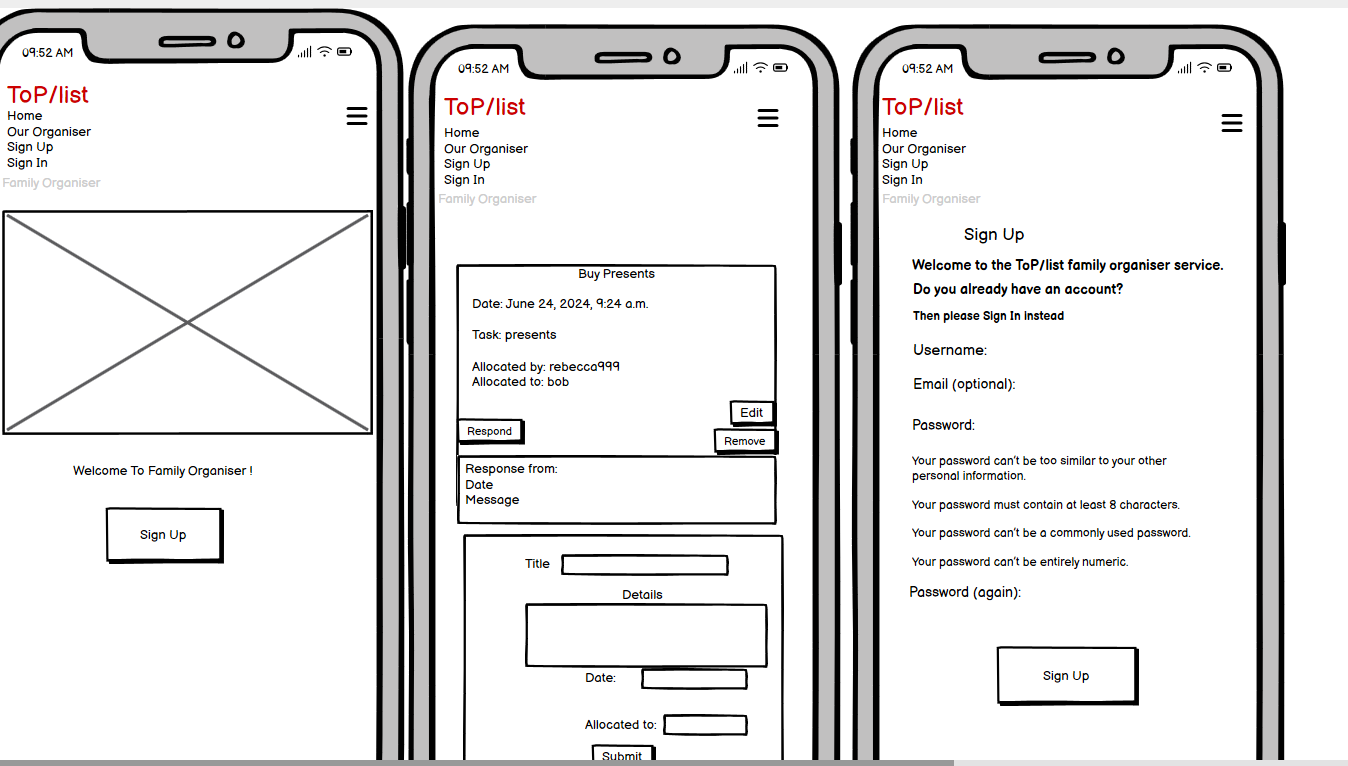 09:52 AM
ToP/list
Home
Our Organiser
Sign Up
Sign In
Family Organiser
Welcome To Family Organiser !
Sign Up
09:52 AM
ToP/list
Home
Our Organiser
Sign Up
Sign In
Family Organiser
Buy Presents
Date: June 24, 2024, 9:24 a.m.
Task: presents
Allocated by: rebecca999
Allocated to: bob
Edit
Respond
Remove
Response from:
Date
Message
Title
Details
Date:
Allocated to:
Submit
09:52 AM
ToP/list
Home
Our Organiser
Sign Up
Sign In
Family Organiser
Sign Up
Welcome to the ToP/list family organiser service.
Do you already have an account?
Then please Sign In instead
Username:
Email (optional):
Password:
Your password can't be too similar to your other
personal information.
Your password must contain at least 8 characters.
Your password can't be a commonly used password.
Your password can't be entirely numeric.
Password (again):
Sign Up